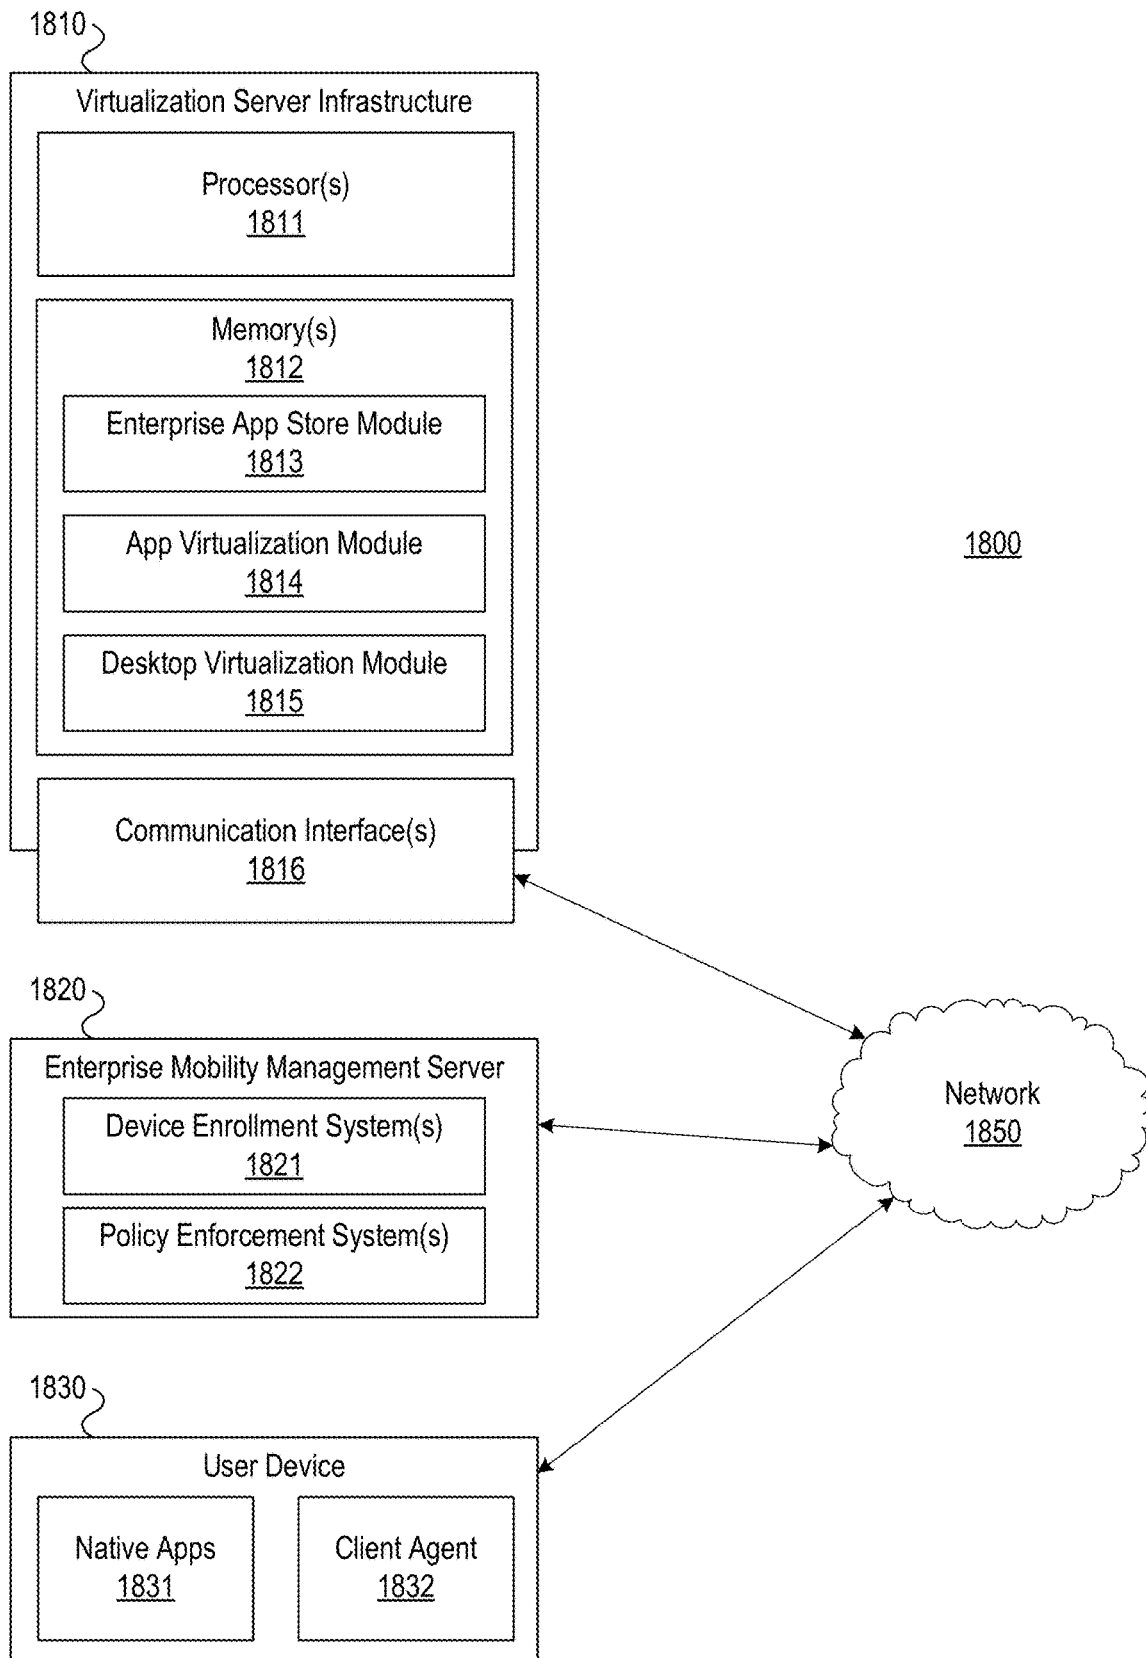 1810
Virtualization Server Infrastructure
Processor(s)
1811
Memory(s)
1812
Enterprise App Store Module
1813
App Virtualization Module
1814
1800
Desktop Virtualization Module
1815
Communication Interface(s)
1816
1820
Enterprise Mobility Management Server
Device Enrollment System(s)
1821
Policy Enforcement System(s)
1822
Network
1850
1830
User Device
Native Apps
1831
Client Agent
1832